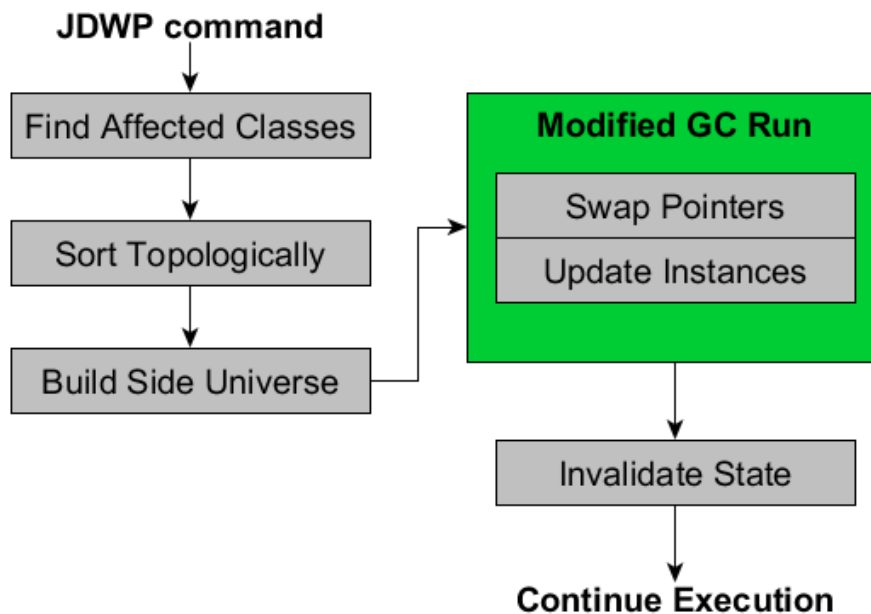 JDWP command
Find Affected Classes
Sort Topologically
Build Side Universe
Modified GC Run
Swap Pointers
Update Instances
Invalidate State
Continue Execution